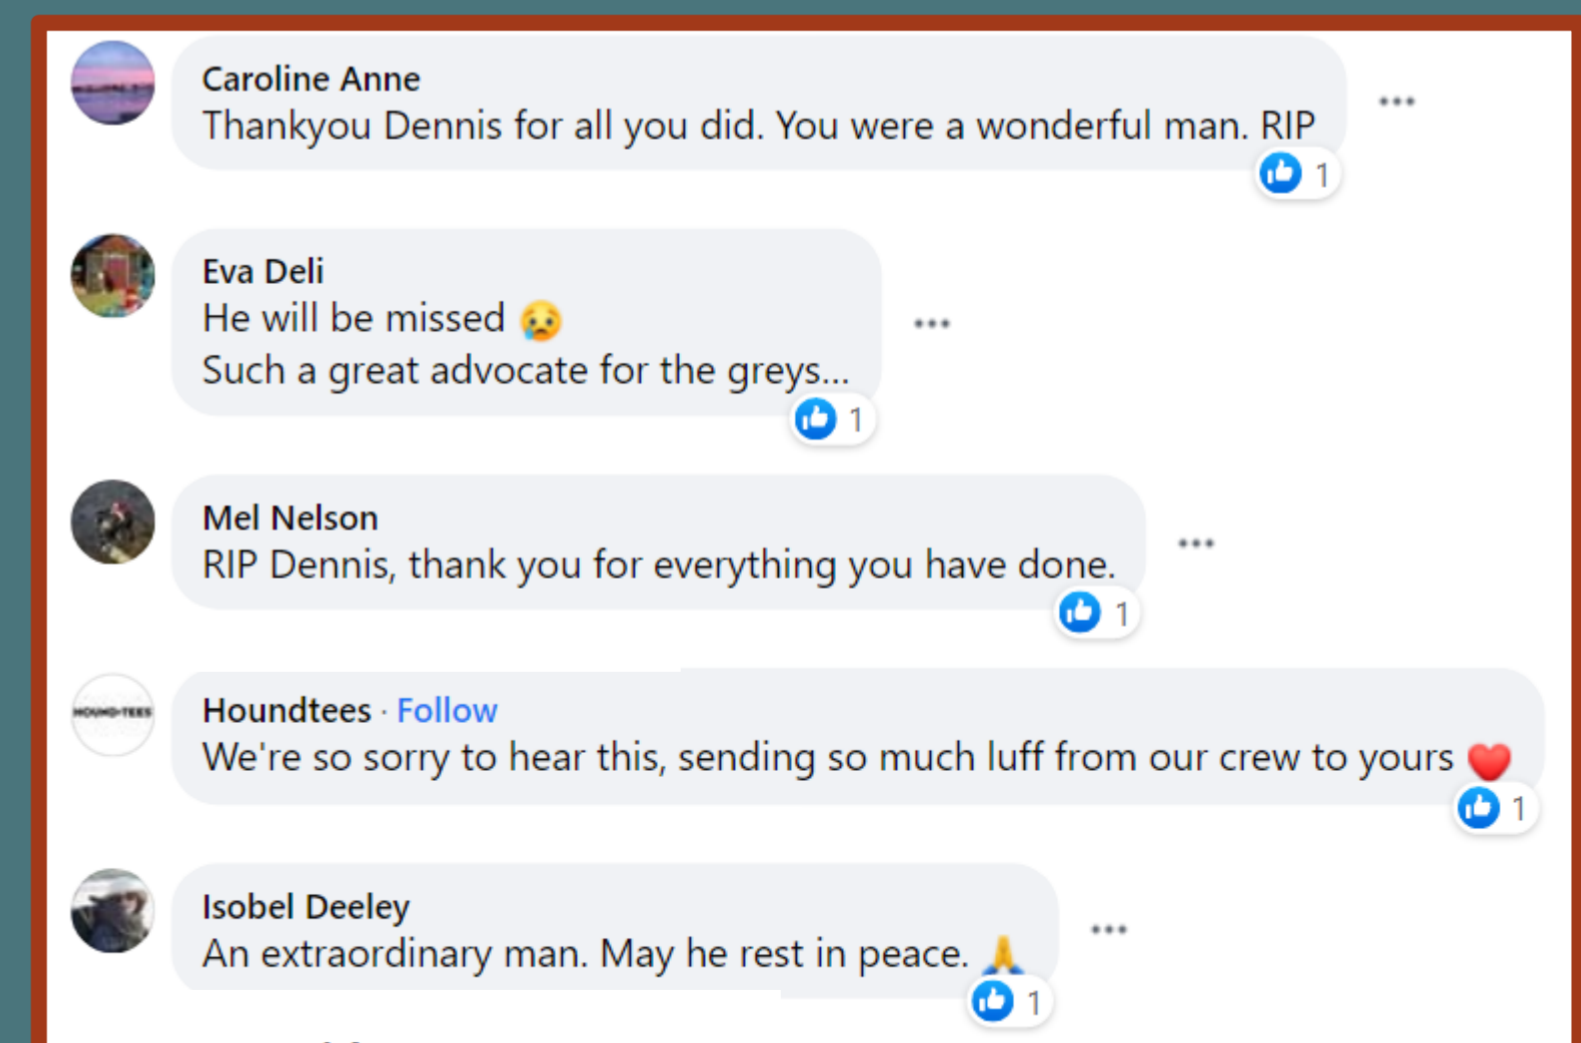 Caroline Anne
Thankyou Dennis for all you did. You were a wonderful man. RIP
1
Eva Deli
He will be missed 😥
Such a great advocate for the greys...
1
Mel Nelson
RIP Dennis, thank you for everything you have done.
1
HOUND-TEES
Houndtees · Follow
We're so sorry to hear this, sending so much luff from our crew to yours ❤️
1
Isobel Deeley
An extraordinary man. May he rest in peace. 🙏
1